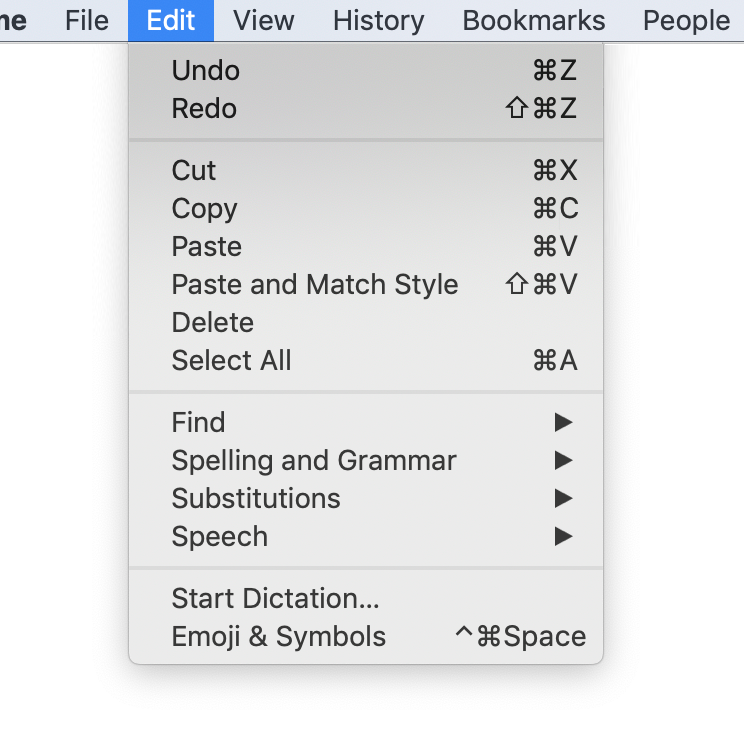 ne File Edit View History Bookmarks People
Undo ⌘Z
Redo ⇧⌘Z
Cut ⌘X
Copy ⌘C
Paste ⌘V
Paste and Match Style ⇧⌘V
Delete
Select All ⌘A
Find ▶
Spelling and Grammar ▶
Substitutions ▶
Speech ▶
Start Dictation...
Emoji & Symbols ^⌘Space